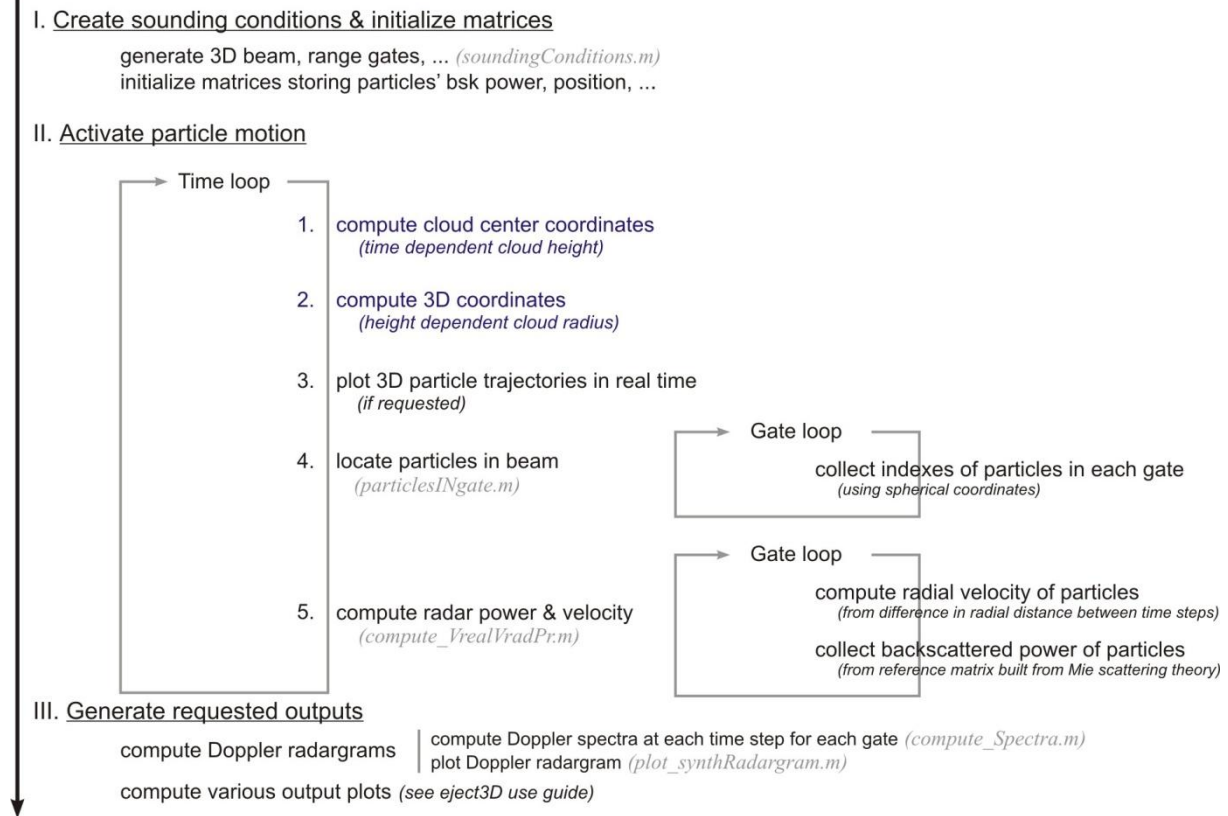 I. Create sounding conditions & initialize matrices
generate 3D beam, range gates, ... (soundingConditions.m)
initialize matrices storing particles' bsk power, position, ...
II. Activate particle motion
Time loop
1. compute cloud center coordinates
(time dependent cloud height)
2. compute 3D coordinates
(height dependent cloud radius)
3. plot 3D particle trajectories in real time
(if requested)
4. locate particles in beam
(particlesINgate.m)
Gate loop
collect indexes of particles in each gate
(using spherical coordinates)
5. compute radar power & velocity
(compute_VrealVradPr.m)
Gate loop
compute radial velocity of particles
(from difference in radial distance between time steps)
collect backscattered power of particles
(from reference matrix built from Mie scattering theory)
III. Generate requested outputs
compute Doppler radargrams
compute Doppler spectra at each time step for each gate (compute_Spectra.m)
plot Doppler radargram (plot_synthRadargram.m)
compute various output plots (see eject3D use guide)